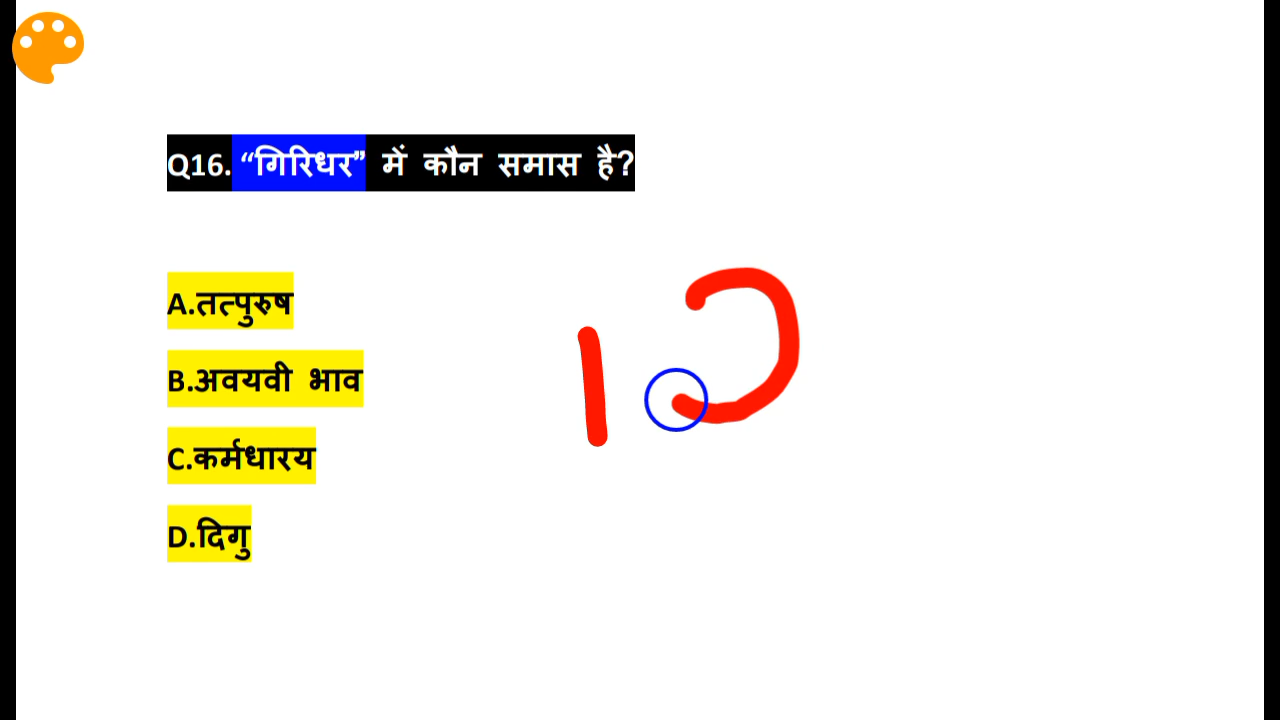 Q16. “गिरिधर” में कौन समास है?
A.तत्पुरुष
B.अवयवी भाव
C.कर्मधारय
D.दिगु